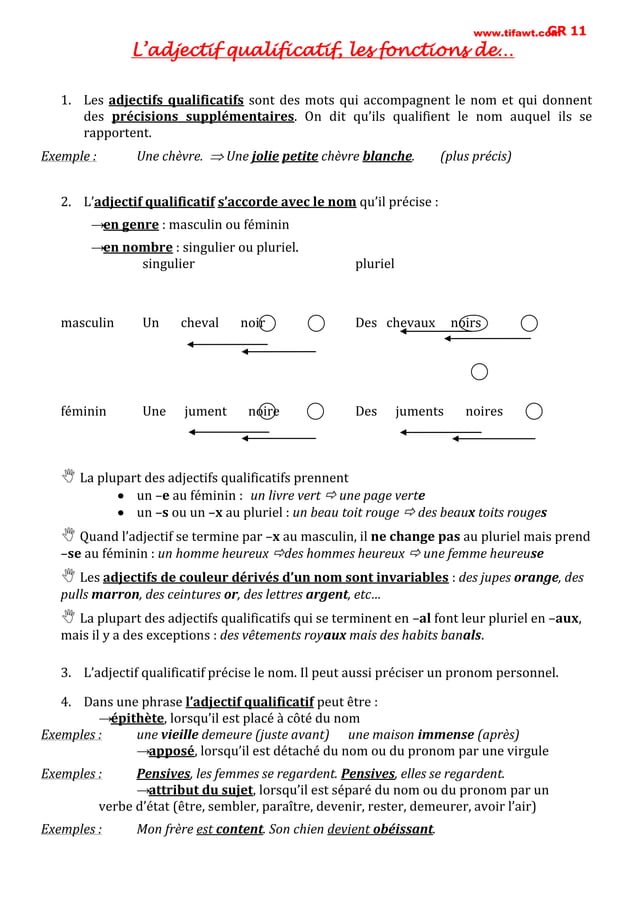 www.tifawt.com GR 11
L'adjectif qualificatif, les fonctions de…
1. Les adjectifs qualificatifs sont des mots qui accompagnent le nom et qui donnent
des précisions supplémentaires. On dit qu'ils qualifient le nom auquel ils se
rapportent.
Exemple : Une chèvre. ⇒ Une jolie petite chèvre blanche. (plus précis)
2. L'adjectif qualificatif s'accorde avec le nom qu'il précise :
→en genre : masculin ou féminin
→en nombre : singulier ou pluriel.
singulier pluriel
masculin Un cheval noir Des chevaux noirs
féminin Une jument noire Des juments noires
La plupart des adjectifs qualificatifs prennent
• un –e au féminin : un livre vert ⇨ une page verte
• un –s ou un –x au pluriel : un beau toit rouge ⇨ des beaux toits rouges
Quand l'adjectif se termine par –x au masculin, il ne change pas au pluriel mais prend
–se au féminin : un homme heureux ⇨des hommes heureux ⇨ une femme heureuse
Les adjectifs de couleur dérivés d'un nom sont invariables : des jupes orange, des
pulls marron, des ceintures or, des lettres argent, etc…
La plupart des adjectifs qualificatifs qui se terminent en –al font leur pluriel en –aux,
mais il y a des exceptions : des vêtements royaux mais des habits banals.
3. L'adjectif qualificatif précise le nom. Il peut aussi préciser un pronom personnel.
4. Dans une phrase l'adjectif qualificatif peut être :
→épithète, lorsqu'il est placé à côté du nom
Exemples : une vieille demeure (juste avant) une maison immense (après)
→apposé, lorsqu'il est détaché du nom ou du pronom par une virgule
Exemples : Pensives, les femmes se regardent. Pensives, elles se regardent.
→attribut du sujet, lorsqu'il est séparé du nom ou du pronom par un
verbe d'état (être, sembler, paraître, devenir, rester, demeurer, avoir l'air)
Exemples : Mon frère est content. Son chien devient obéissant.